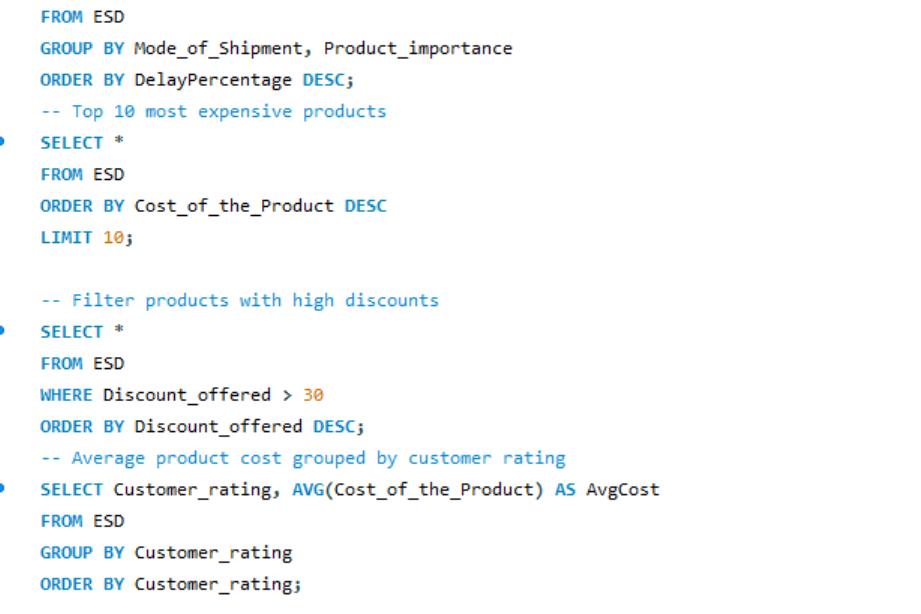 FROM ESD
GROUP BY Mode_of_Shipment, Product_importance
ORDER BY DelayPercentage DESC;
-- Top 10 most expensive products
SELECT *
FROM ESD
ORDER BY Cost_of_the_Product DESC
LIMIT 10;
-- Filter products with high discounts
SELECT *
FROM ESD
WHERE Discount_offered > 30
ORDER BY Discount_offered DESC;
-- Average product cost grouped by customer rating
SELECT Customer_rating, AVG(Cost_of_the_Product) AS AvgCost
FROM ESD
GROUP BY Customer_rating
ORDER BY Customer_rating;